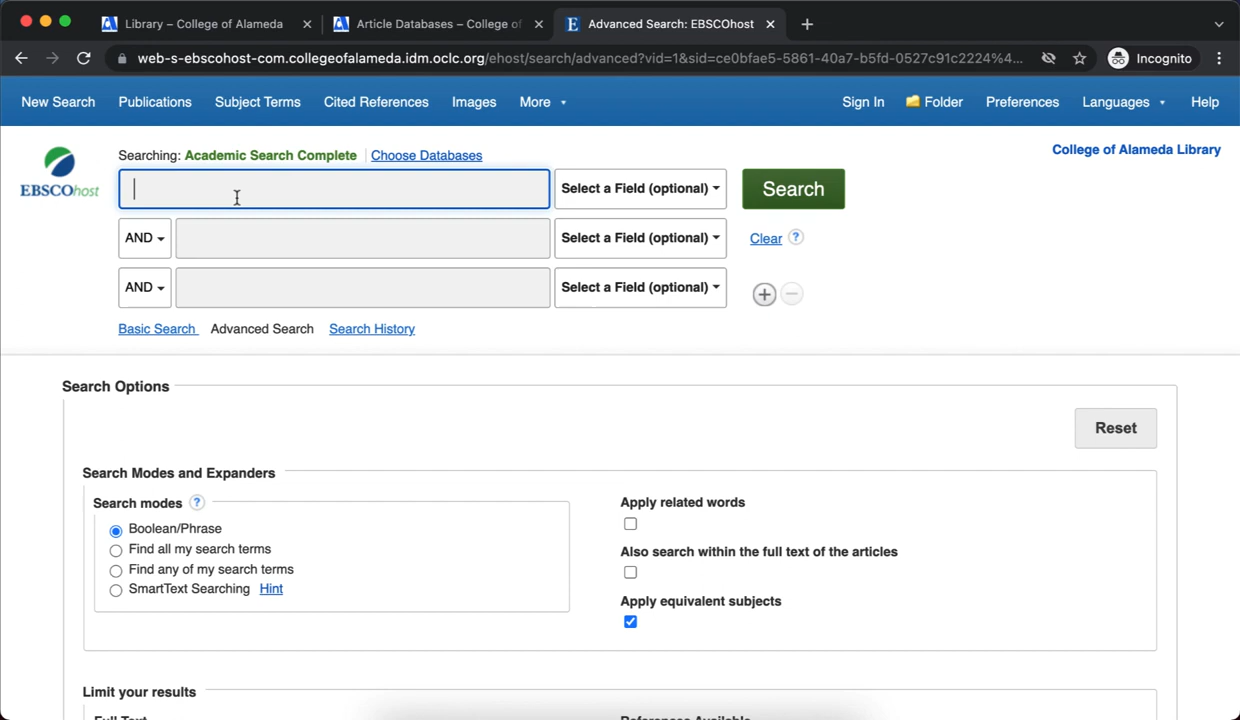 Library – College of Alameda
Article Databases – College of
Advanced Search: EBSCOhost
web-s-ebscohost-com.collegeofalameda.idm.oclc.org/ehost/search/advanced?vid=1&sid=ce0bfae5-5861-40a7-b5fd-0527c91c2224%4...
Incognito
New Search Publications Subject Terms Cited References Images More Sign In Folder Preferences Languages Help
Searching: Academic Search Complete Choose Databases
College of Alameda Library
EBSCOhost
Select a Field (optional)
Search
AND
Select a Field (optional)
Clear ?
AND
Select a Field (optional)
Basic Search Advanced Search Search History
Search Options
Reset
Search Modes and Expanders
Search modes ?
Boolean/Phrase
Find all my search terms
Find any of my search terms
SmartText Searching Hint
Apply related words
Also search within the full text of the articles
Apply equivalent subjects
Limit your results
Full Text
References Available